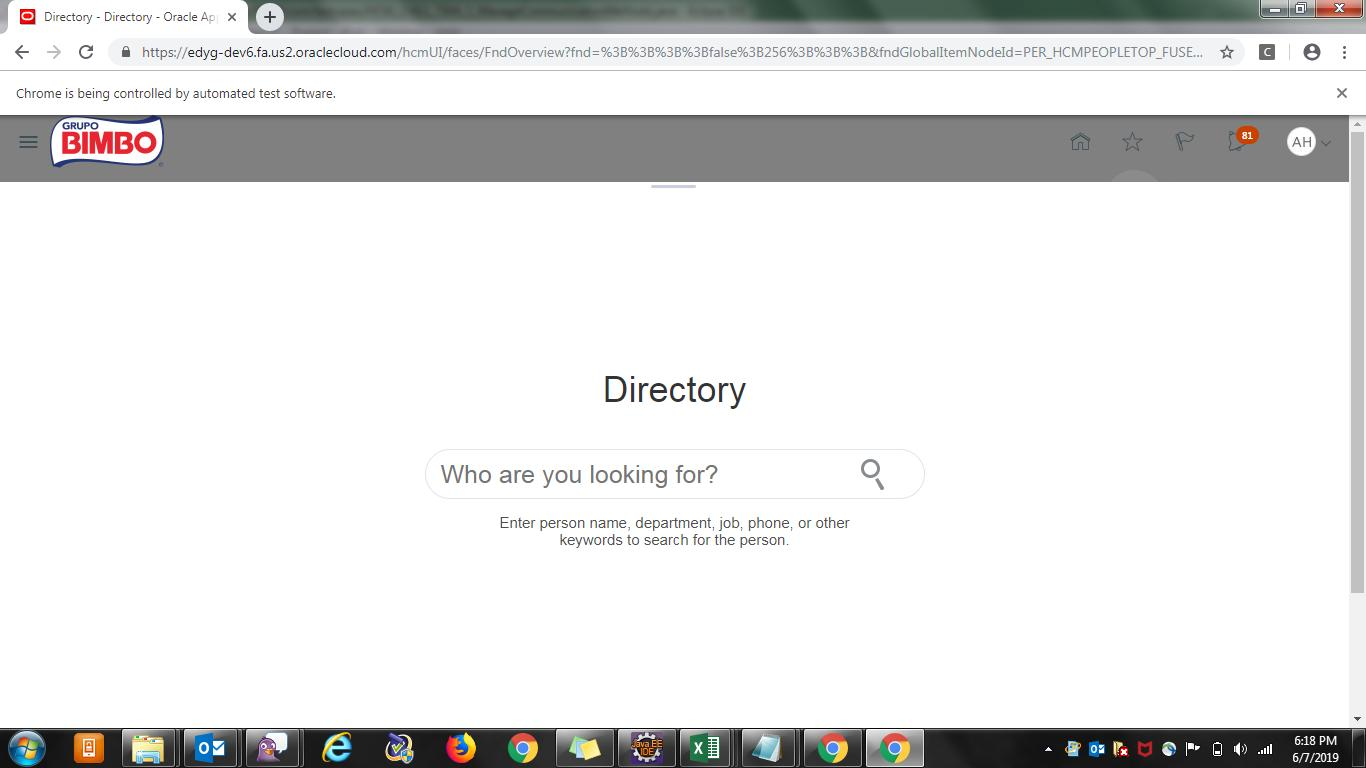 Directory - Directory - Oracle Ap
https://edyg-dev6.fa.us2.oraclecloud.com/hcmUI/faces/FndOverview?fnd=%3B%3B%3B%3Bfalse%3B256%3B%3B%3B&fndGlobalItemNodeId=PER_HCMPEOPLETOP_FUSE...
C
Chrome is being controlled by automated test software.
GRUPO
BIMBO
81
AH
Directory
Who are you looking for?
Enter person name, department, job, phone, or other
keywords to search for the person.
Java EE
IDE
6:18 PM
6/7/2019